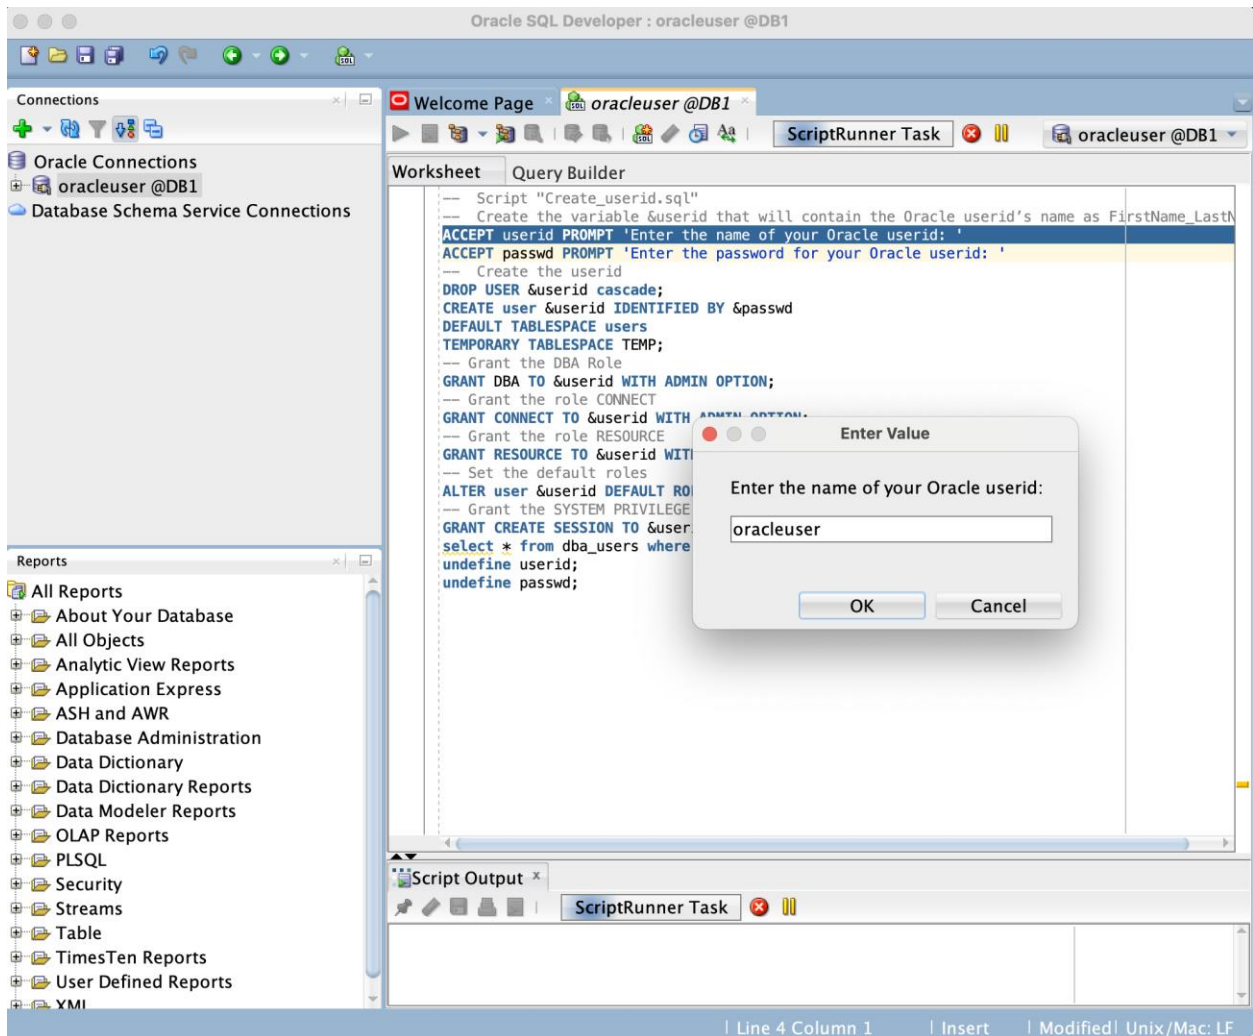 Oracle SQL Developer : oracleuser @DB1
Connections
Oracle Connections
oracleuser @DB1
Database Schema Service Connections
Reports
All Reports
About Your Database
All Objects
Analytic View Reports
Application Express
ASH and AWR
Database Administration
Data Dictionary
Data Dictionary Reports
Data Modeler Reports
OLAP Reports
PLSQL
Security
Streams
Table
TimesTen Reports
User Defined Reports
XML
Welcome Page
oracleuser @DB1
ScriptRunner Task
oracleuser @DB1
Worksheet Query Builder
-- Script "Create_userid.sql"
-- Create the variable &userid that will contain the Oracle userid's name as FirstName_LastN
ACCEPT userid PROMPT 'Enter the name of your Oracle userid: '
ACCEPT passwd PROMPT 'Enter the password for your Oracle userid: '
-- Create the userid
DROP USER &userid cascade;
CREATE user &userid IDENTIFIED BY &passwd
DEFAULT TABLESPACE users
TEMPORARY TABLESPACE TEMP;
-- Grant the DBA Role
GRANT DBA TO &userid WITH ADMIN OPTION;
-- Grant the role CONNECT
GRANT CONNECT TO &userid WITH ADMIN OPTION;
-- Grant the role RESOURCE
GRANT RESOURCE TO &userid WIT
-- Set the default roles
ALTER user &userid DEFAULT RO
-- Grant the SYSTEM PRIVILEGE
GRANT CREATE SESSION TO &user
select * from dba_users where
undefine userid;
undefine passwd;
Enter Value
Enter the name of your Oracle userid:
oracleuser
OK Cancel
Script Output
ScriptRunner Task
Line 4 Column 1 | Insert | Modified| Unix/Mac: LF